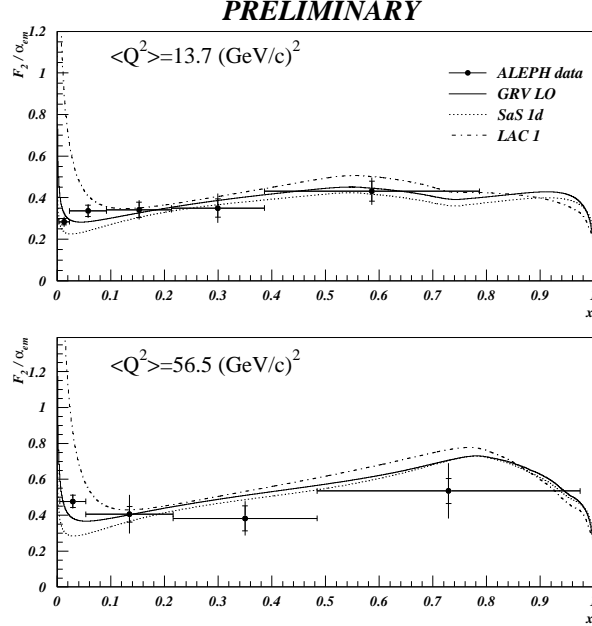 PRELIMINARY
F2/αem
<Q²>=13.7 (GeV/c)²
ALEPH data
GRV LO
SaS 1d
LAC 1
1.2
1
0.8
0.6
0.4
0.2
0
0 0.1 0.2 0.3 0.4 0.5 0.6 0.7 0.8 0.9 1
x
F2/αem
<Q²>=56.5 (GeV/c)²
1.2
1
0.8
0.6
0.4
0.2
0
0 0.1 0.2 0.3 0.4 0.5 0.6 0.7 0.8 0.9 1
x